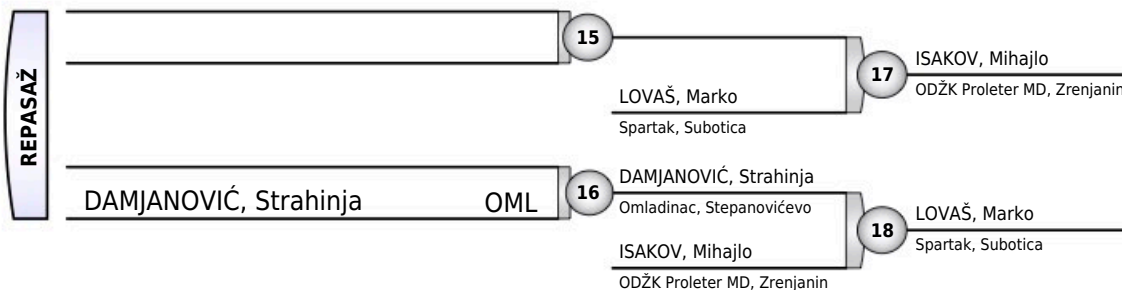 REPASAŽ
15
LOVAŠ, Marko
Spartak, Subotica
17
ISAKOV, Mihajlo
ODŽK Proleter MD, Zrenjanin
DAMJANOVIĆ, Strahinja OML
16
DAMJANOVIĆ, Strahinja
Omladinac, Stepanovićevo
ISAKOV, Mihajlo
ODŽK Proleter MD, Zrenjanin
18
LOVAŠ, Marko
Spartak, Subotica